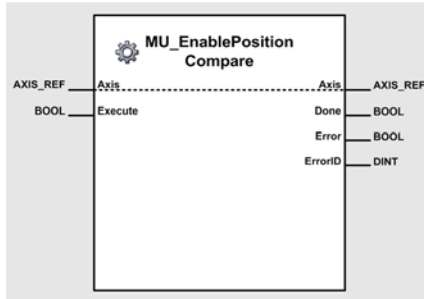 MU_EnablePosition
Compare
AXIS_REF Axis Axis AXIS_REF
BOOL Execute Done BOOL
Error BOOL
ErrorID DINT